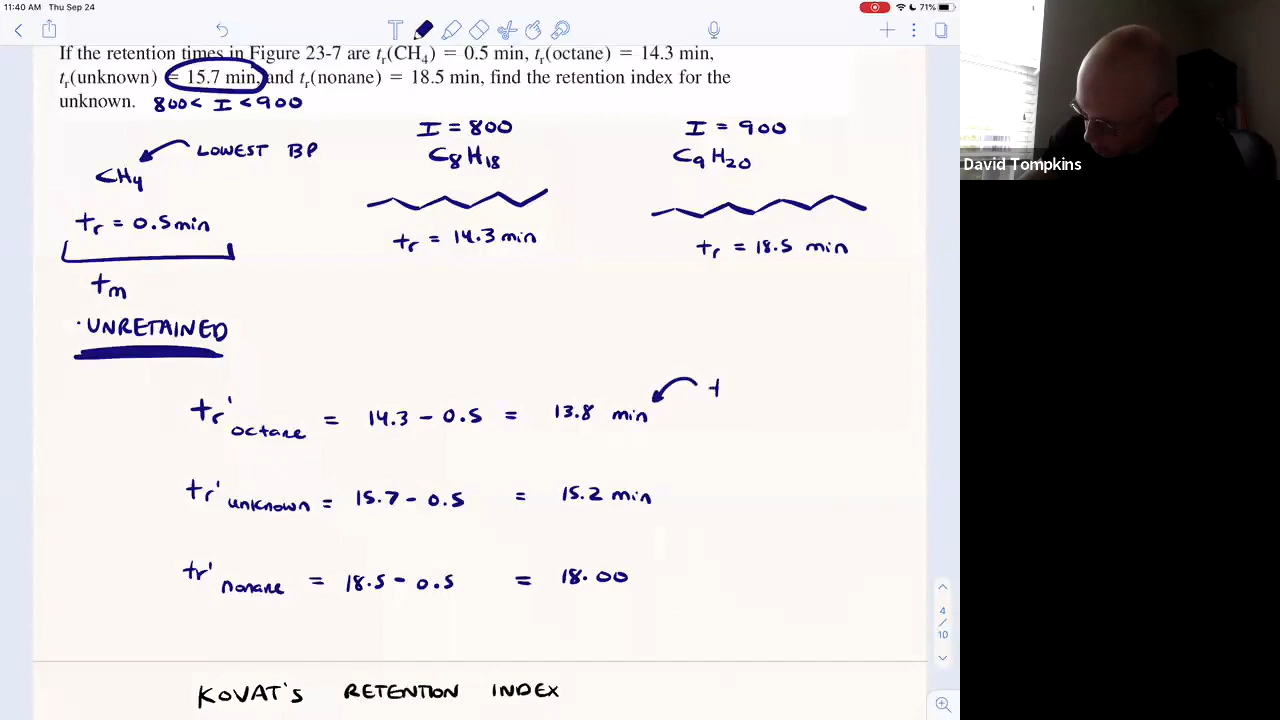 11:40 AM Thu Sep 24
71%
If the retention times in Figure 23-7 are tr(CH4) = 0.5 min, tr(octane) = 14.3 min,
tr(unknown) = 15.7 min, and tr(nonane) = 18.5 min, find the retention index for the
unknown. 800 < I < 900
I = 800
I = 900
LOWEST BP
C8H18
C9H20
CH4
tr = 0.5 min
tr = 14.3 min
tr = 18.5 min
tm
· UNRETAINED
tr' octane = 14.3 - 0.5 = 13.8 min
tr' unknown = 15.7 - 0.5 = 15.2 min
tr' nonane = 18.5 - 0.5 = 18.00
KOVAT'S RETENTION INDEX
4
/
10
David Tompkins